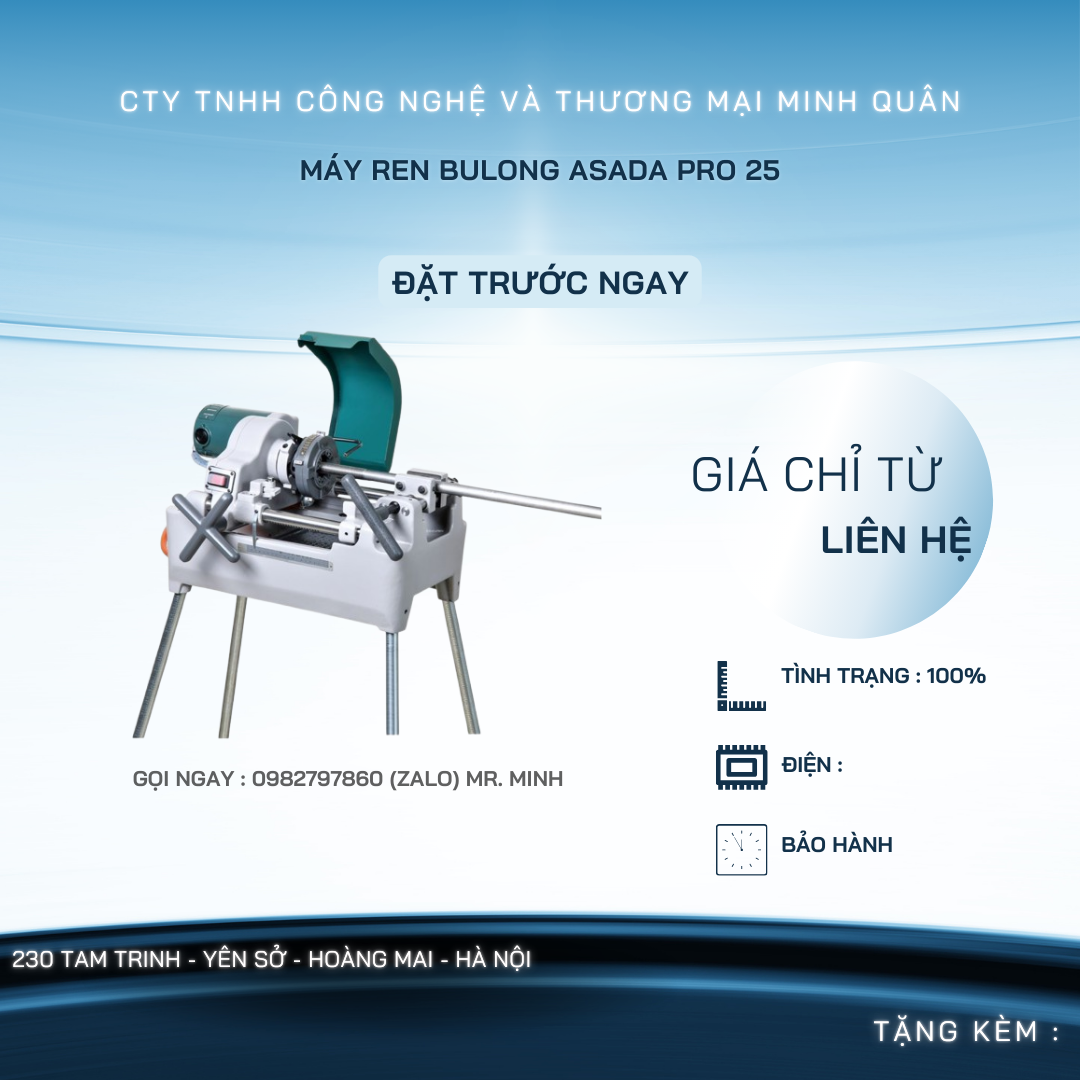 CTY TNHH CÔNG NGHỆ VÀ THƯƠNG MẠI MINH QUÂN
MÁY REN BULONG ASADA PRO 25
ĐẶT TRƯỚC NGAY
GIÁ CHỈ TỪ
LIÊN HỆ
TÌNH TRẠNG : 100%
ĐIỆN :
BẢO HÀNH
GỌI NGAY : 0982797860 (ZALO) MR. MINH
230 TAM TRINH - YÊN SỞ - HOÀNG MAI - HÀ NỘI
TẶNG KÈM :